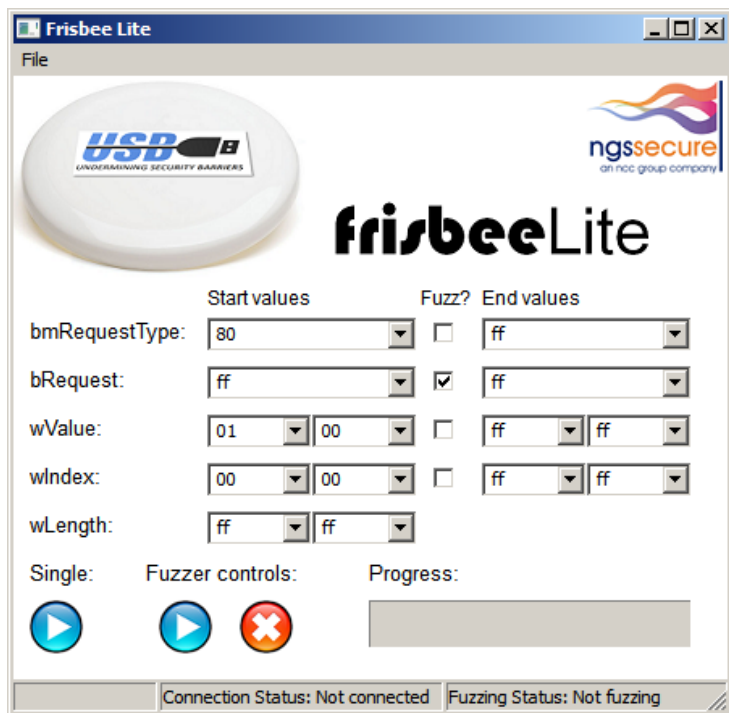 Frisbee Lite
File
USB
UNDERMINING SECURITY BARRIERS
ngssecure
an ncc group company
frisbeeLite
Start values Fuzz? End values
bmRequestType: 80 ff
bRequest: ff ff
wValue: 01 00 ff ff
wIndex: 00 00 ff ff
wLength: ff ff
Single: Fuzzer controls: Progress:
Connection Status: Not connected Fuzzing Status: Not fuzzing